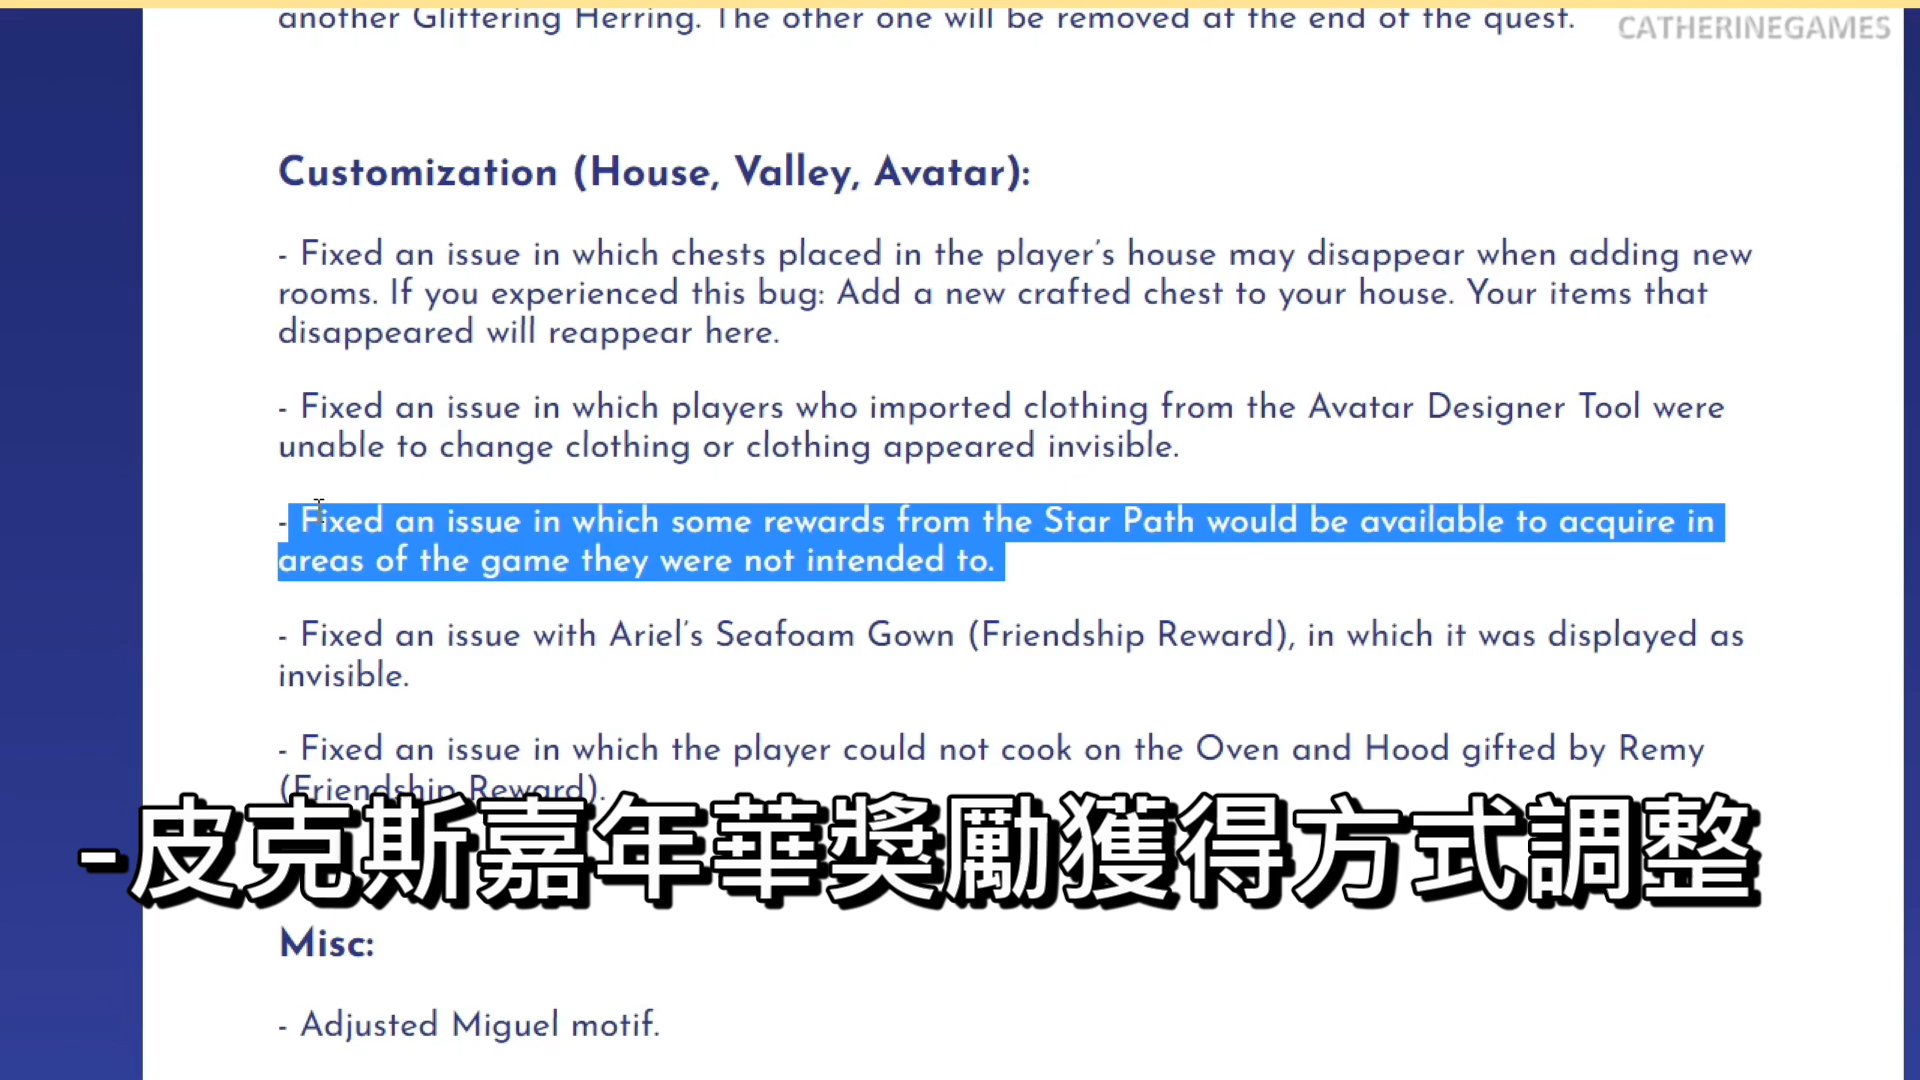 another Glittering Herring. The other one will be removed at the end of the quest.
CATHERINEGAMES
Customization (House, Valley, Avatar):
- Fixed an issue in which chests placed in the player’s house may disappear when adding new
rooms. If you experienced this bug: Add a new crafted chest to your house. Your items that
disappeared will reappear here.
- Fixed an issue in which players who imported clothing from the Avatar Designer Tool were
unable to change clothing or clothing appeared invisible.
- Fixed an issue in which some rewards from the Star Path would be available to acquire in
areas of the game they were not intended to.
- Fixed an issue with Ariel’s Seafoam Gown (Friendship Reward), in which it was displayed as
invisible.
- Fixed an issue in which the player could not cook on the Oven and Hood gifted by Remy
(Friendship Reward).
-皮克斯嘉年華獎勵獲得方式調整
Misc:
- Adjusted Miguel motif.